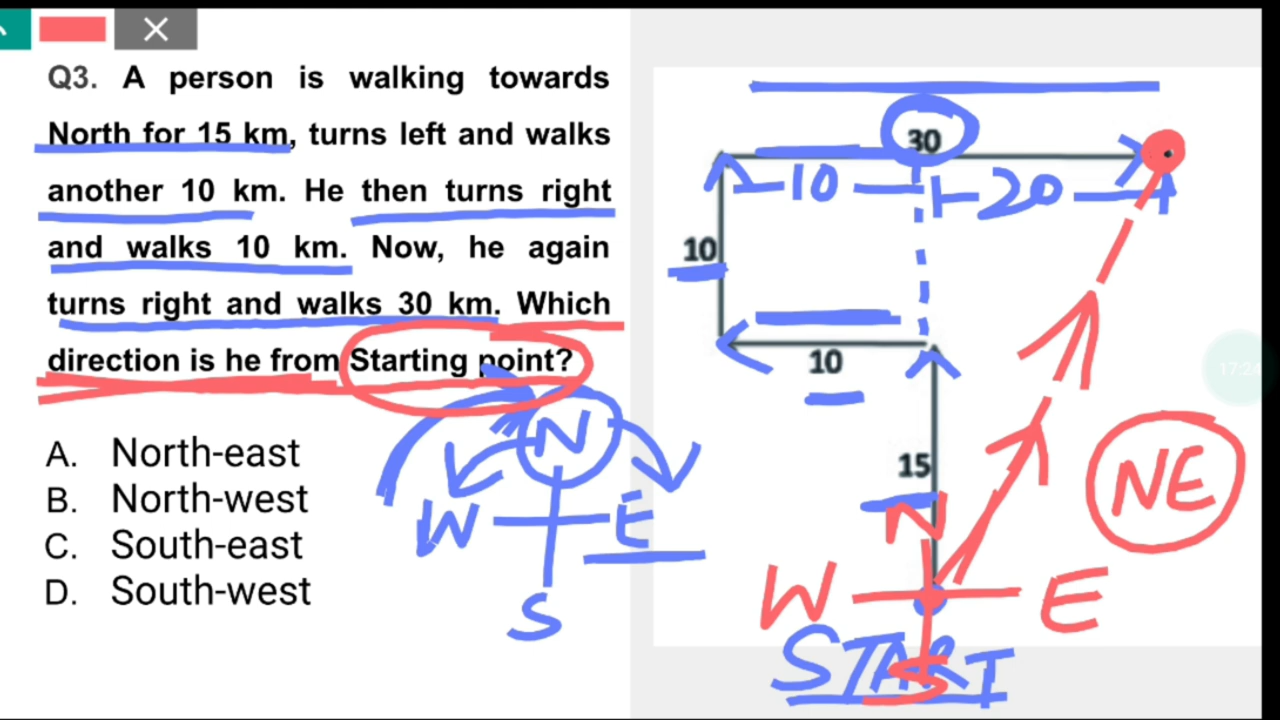 Q3. A person is walking towards
North for 15 km, turns left and walks
another 10 km. He then turns right
and walks 10 km. Now, he again
turns right and walks 30 km. Which
direction is he from Starting point?
A. North-east
B. North-west
C. South-east
D. South-west
N
W E
S
30
10 20
10
10
15
N
W E
S
START
NE
17:24